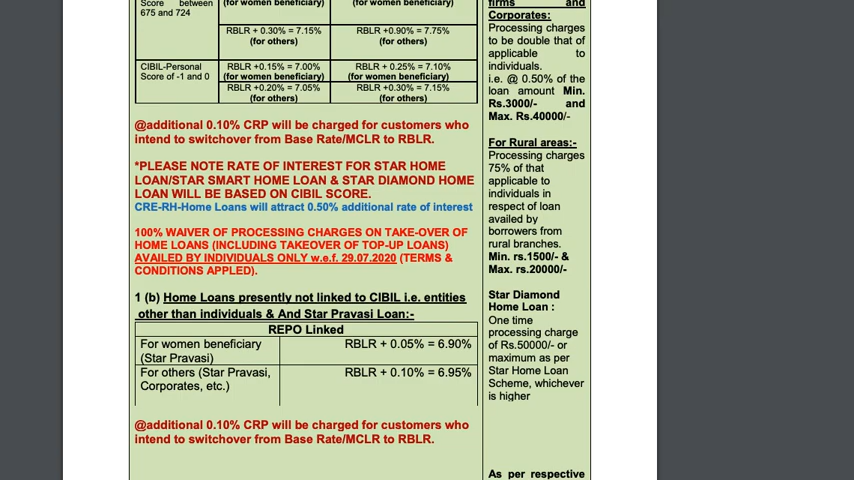 Score between
675 and 724
(for women beneficiary)
(for women beneficiary)
RBLR + 0.30% = 7.15%
(for others)
RBLR +0.90% = 7.75%
(for others)
CIBIL-Personal
Score of -1 and 0
RBLR +0.15% = 7.00%
(for women beneficiary)
RBLR + 0.25% = 7.10%
(for women beneficiary)
RBLR +0.20% = 7.05%
(for others)
RBLR +0.30% = 7.15%
(for others)
@additional 0.10% CRP will be charged for customers who
intend to switchover from Base Rate/MCLR to RBLR.
*PLEASE NOTE RATE OF INTEREST FOR STAR HOME
LOAN/STAR SMART HOME LOAN & STAR DIAMOND HOME
LOAN WILL BE BASED ON CIBIL SCORE.
CRE-RH-Home Loans will attract 0.50% additional rate of interest
100% WAIVER OF PROCESSING CHARGES ON TAKE-OVER OF
HOME LOANS (INCLUDING TAKEOVER OF TOP-UP LOANS)
AVAILED BY INDIVIDUALS ONLY w.e.f. 29.07.2020 (TERMS &
CONDITIONS APPLED).
1 (b) Home Loans presently not linked to CIBIL i.e. entities
other than individuals & And Star Pravasi Loan:-
REPO Linked
For women beneficiary
(Star Pravasi)
RBLR + 0.05% = 6.90%
For others (Star Pravasi,
Corporates, etc.)
RBLR + 0.10% = 6.95%
@additional 0.10% CRP will be charged for customers who
intend to switchover from Base Rate/MCLR to RBLR.
firms and
Corporates:
Processing charges
to be double that of
applicable to
individuals.
i.e. @ 0.50% of the
loan amount Min.
Rs.3000/- and
Max. Rs.40000/-
For Rural areas:-
Processing charges
75% of that
applicable to
individuals in
respect of loan
availed by
borrowers from
rural branches.
Min. rs.1500/- &
Max. rs.20000/-
Star Diamond
Home Loan :
One time
processing charge
of Rs.50000/- or
maximum as per
Star Home Loan
Scheme, whichever
is higher
As per respective